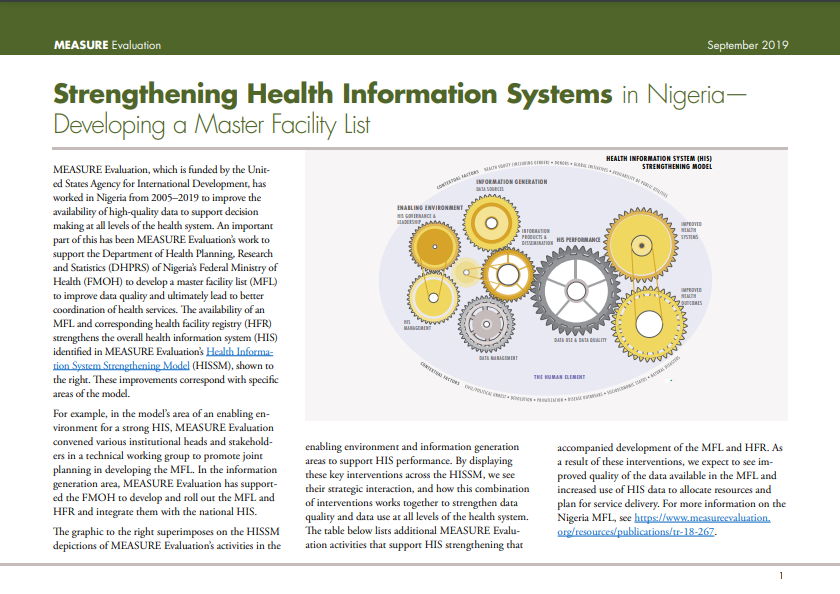 MEASURE Evaluation
September 2019
Strengthening Health Information Systems in Nigeria—
Developing a Master Facility List
MEASURE Evaluation, which is funded by the Unit-
ed States Agency for International Development, has
worked in Nigeria from 2005–2019 to improve the
availability of high-quality data to support decision
making at all levels of the health system. An important
part of this has been MEASURE Evaluation's work to
support the Department of Health Planning, Research
and Statistics (DHPRS) of Nigeria's Federal Ministry of
Health (FMOH) to develop a master facility list (MFL)
to improve data quality and ultimately lead to better
coordination of health services. The availability of an
MFL and corresponding health facility registry (HFR)
strengthens the overall health information system (HIS)
identified in MEASURE Evaluation's Health Informa-
tion System Strengthening Model (HISSM), shown to
the right. These improvements correspond with specific
areas of the model.
For example, in the model's area of an enabling en-
vironment for a strong HIS, MEASURE Evaluation
convened various institutional heads and stakehold-
ers in a technical working group to promote joint
planning in developing the MFL. In the information
generation area, MEASURE Evaluation has support-
ed the FMOH to develop and roll out the MFL and
HFR and integrate them with the national HIS.
The graphic to the right superimposes on the HISSM
depictions of MEASURE Evaluation's activities in the
HEALTH INFORMATION SYSTEM (HIS)
STRENGTHENING MODEL
CONTEXTUAL FACTORS HEALTH EQUITY (INCLUDING GENDER) • DONORS • GLOBAL INITIATIVES • AVAILABILITY OF PUBLIC UTILITIES
INFORMATION GENERATION
DATA SOURCES
ENABLING ENVIRONMENT
HIS GOVERNANCE &
LEADERSHIP
INFORMATION
PRODUCTS &
DISSEMINATION
HIS PERFORMANCE
IMPROVED
HEALTH
SYSTEMS
IMPROVED
HEALTH
OUTCOMES
HIS
MANAGEMENT
DATA USE & DATA QUALITY
DATA MANAGEMENT
THE HUMAN ELEMENT
CONTEXTUAL FACTORS CIVIL/POLITICAL UNREST • DEVOLUTION • PRIVATIZATION • DISEASE OUTBREAKS • SOCIOECONOMIC STATUS • NATURAL DISASTERS
enabling environment and information generation
areas to support HIS performance. By displaying
these key interventions across the HISSM, we see
their strategic interaction, and how this combination
of interventions works together to strengthen data
quality and data use at all levels of the health system.
The table below lists additional MEASURE Evalu-
ation activities that support HIS strengthening that
accompanied development of the MFL and HFR. As
a result of these interventions, we expect to see im-
proved quality of the data available in the MFL and
increased use of HIS data to allocate resources and
plan for service delivery. For more information on the
Nigeria MFL, see https://www.measureevaluation.
org/resources/publications/tr-18-267.
1